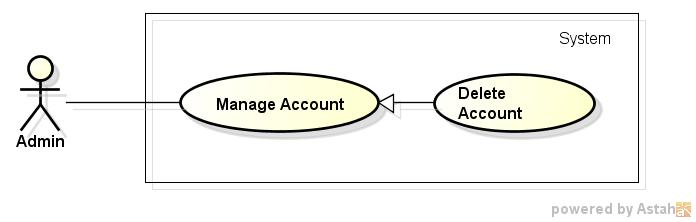 System
Manage Account
Delete
Account
Admin
powered by Astah